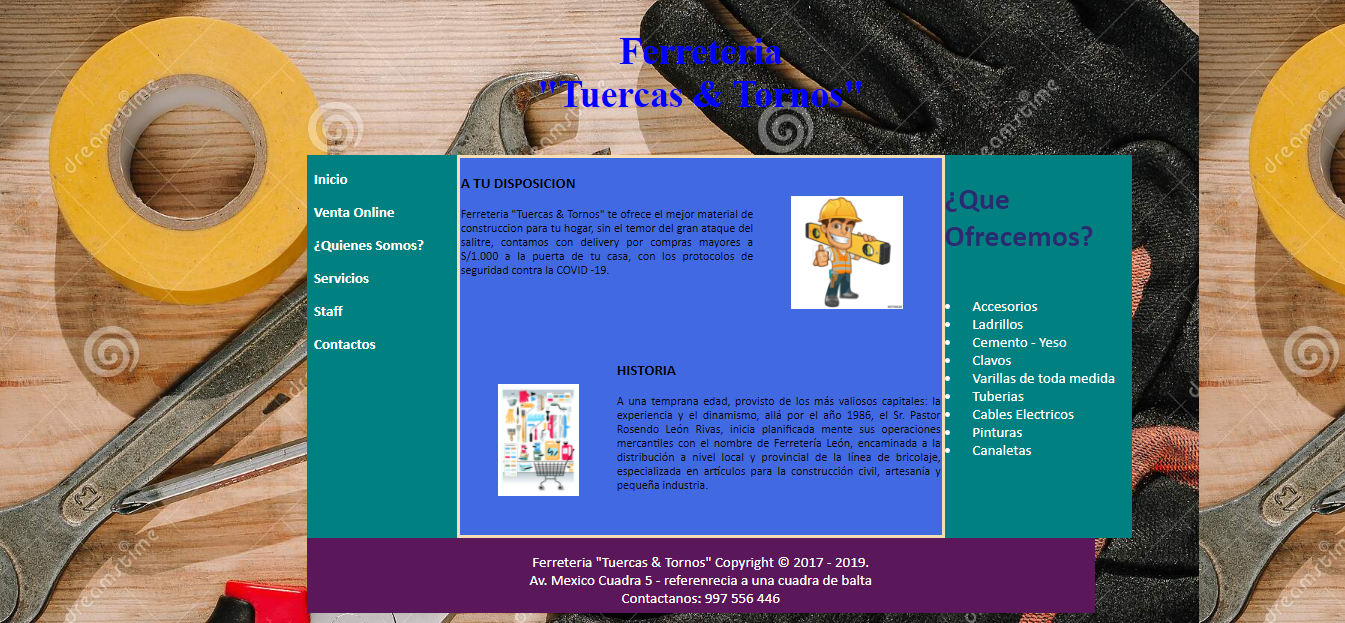 Ferreteria
"Tuercas & Tornos"
Inicio
Venta Online
¿Quienes Somos?
Servicios
Staff
Contactos
A TU DISPOSICION
Ferreteria "Tuercas & Tornos" te ofrece el mejor material de
construccion para tu hogar, sin el temor del gran ataque del
salitre, contamos con delivery por compras mayores a
S/1.000 a la puerta de tu casa, con los protocolos de
seguridad contra la COVID -19.
HISTORIA
A una temprana edad, provisto de los más valiosos capitales: la
experiencia y el dinamismo, allá por el año 1986, el Sr. Pastor
Rosendo León Rivas, inicia planificada mente sus operaciones
mercantiles con el nombre de Ferretería León, encaminada a la
distribución a nivel local y provincial de la línea de bricolaje,
especializada en artículos para la construcción civil, artesanía y
pequeña industria.
¿Que
Ofrecemos?
Accesorios
Ladrillos
Cemento - Yeso
Clavos
Varillas de toda medida
Tuberias
Cables Electricos
Pinturas
Canaletas
Ferreteria "Tuercas & Tornos" Copyright © 2017 - 2019.
Av. Mexico Cuadra 5 - referenrecia a una cuadra de balta
Contactanos: 997 556 446
© dreamstime
© dreamstime
© dreamstime
© dreamstime
13